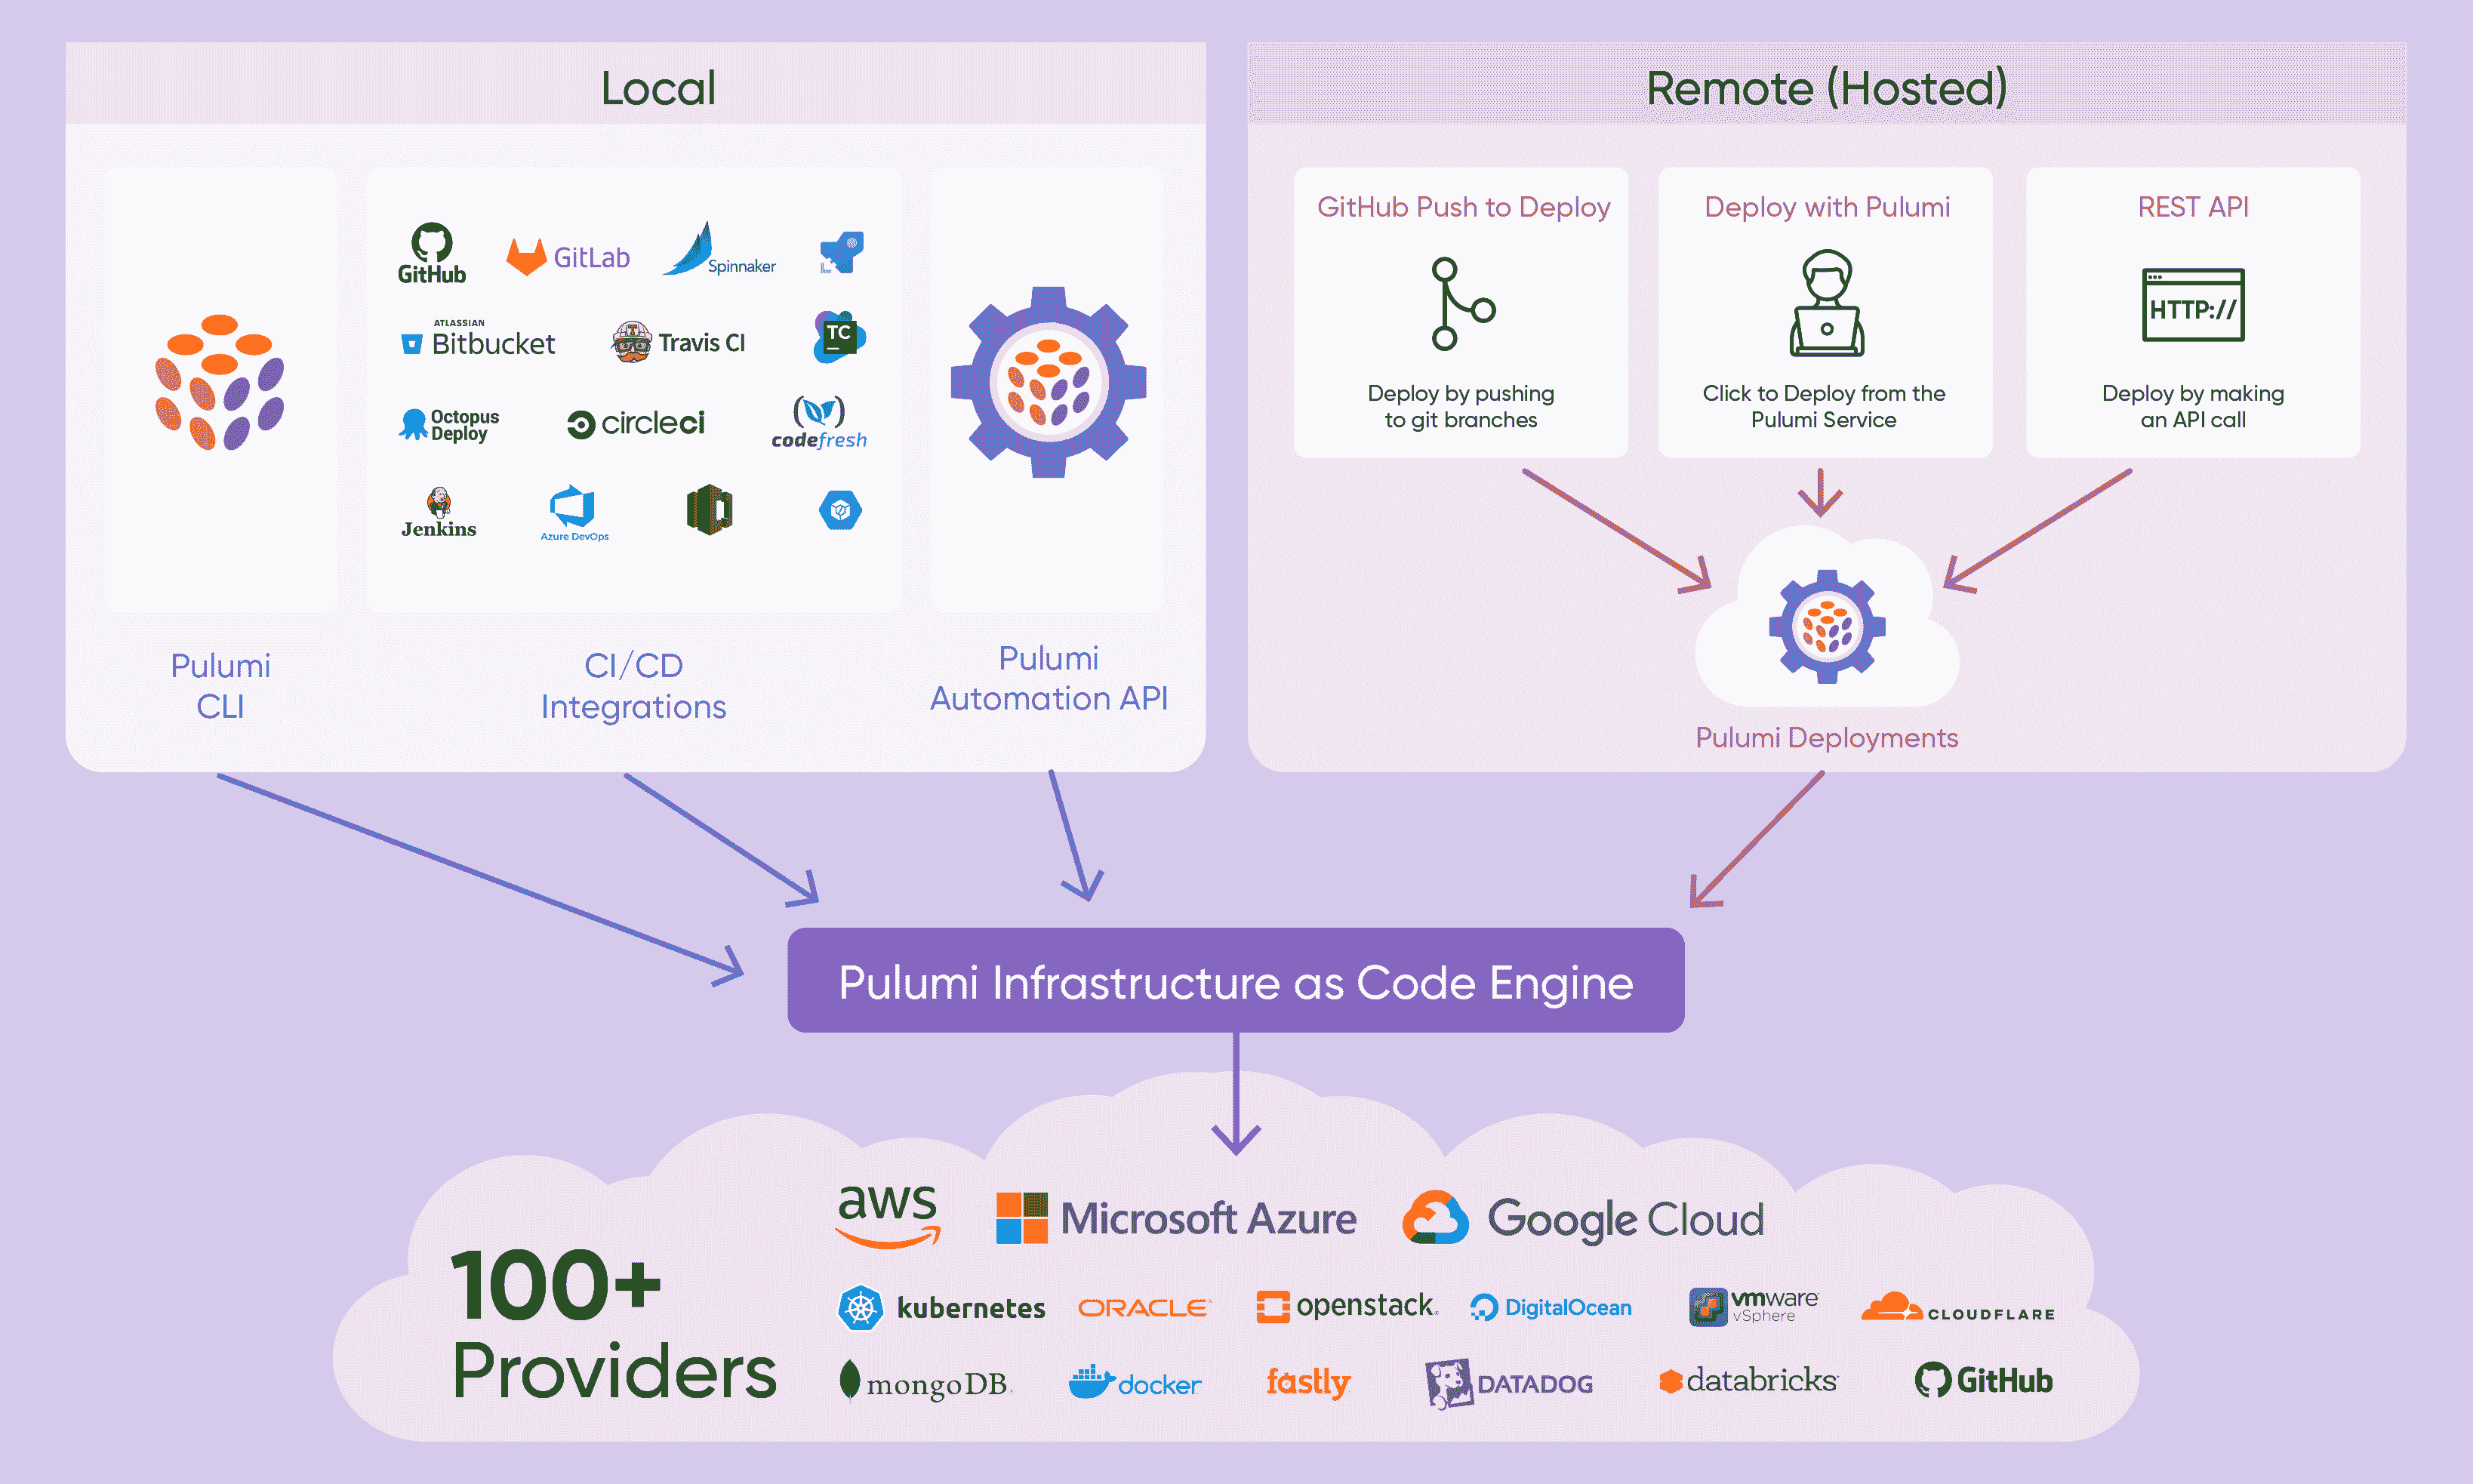 Local
GitHub
GitLab
Spinnaker
ATLASSIAN
Bitbucket
Travis CI
TC
Octopus
Deploy
circleci
codefresh
Jenkins
Azure DevOps
Pulumi
CLI
CI/CD
Integrations
Pulumi
Automation API
Remote (Hosted)
GitHub Push to Deploy
Deploy by pushing
to git branches
Deploy with Pulumi
Click to Deploy from the
Pulumi Service
REST API
HTTP://
Deploy by making
an API call
Pulumi Deployments
Pulumi Infrastructure as Code Engine
100+
Providers
aws
Microsoft Azure
Google Cloud
kubernetes
ORACLE
openstack
DigitalOcean
vmware
vSphere
CLOUDFLARE
mongoDB
docker
fastly
DATADOG
databricks
GitHub